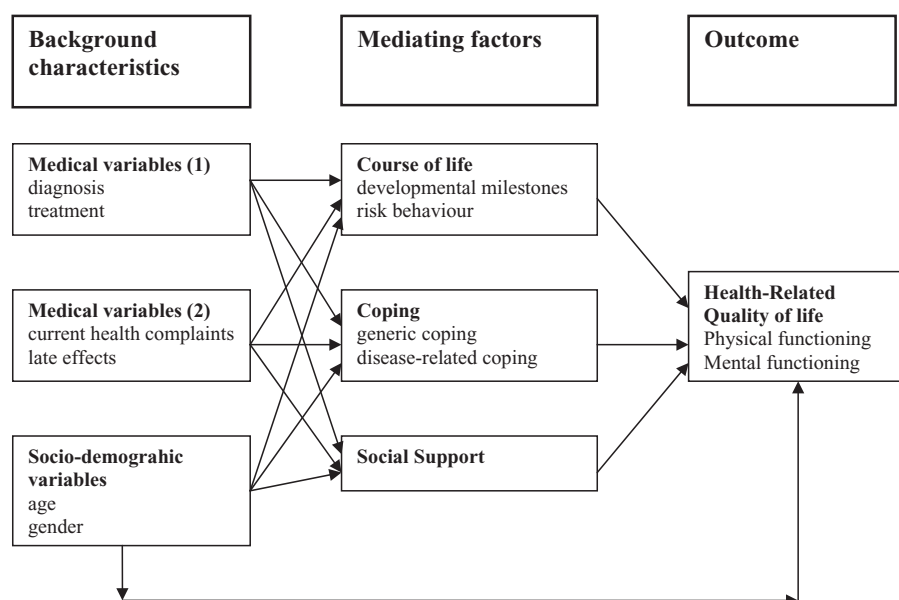 Background
characteristics
Mediating factors
Outcome
Medical variables (1)
diagnosis
treatment
Course of life
developmental milestones
risk behaviour
Medical variables (2)
current health complaints
late effects
Coping
generic coping
disease-related coping
Health-Related
Quality of life
Physical functioning
Mental functioning
Socio-demograhic
variables
age
gender
Social Support